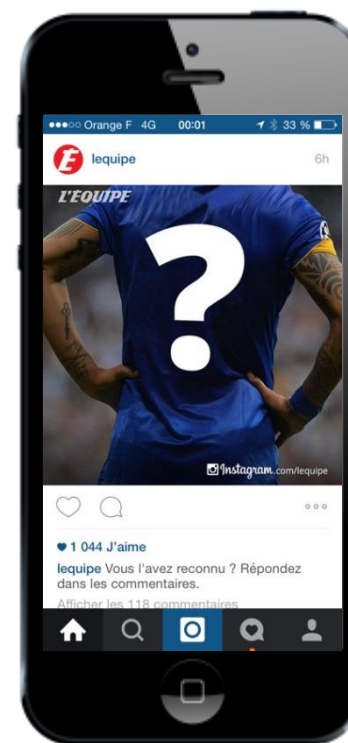 Orange F 4G 00:01 33 %
lequipe 6h
L'ÉQUIPE
?
Instagram.com/lequipe
1 044 J'aime
lequipe Vous l'avez reconnu ? Répondez
dans les commentaires.
Afficher les 118 commentaires